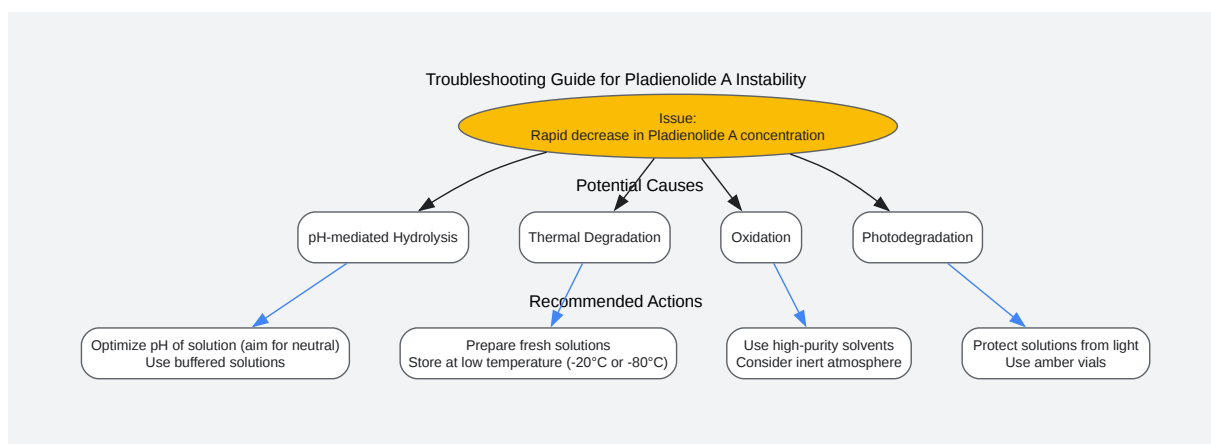 Troubleshooting Guide for Pladienolide A Instability
Issue:
Rapid decrease in Pladienolide A concentration
Potential Causes
pH-mediated Hydrolysis
Thermal Degradation
Oxidation
Photodegradation
Recommended Actions
Optimize pH of solution (aim for neutral)
Use buffered solutions
Prepare fresh solutions
Store at low temperature (-20°C or -80°C)
Use high-purity solvents
Consider inert atmosphere
Protect solutions from light
Use amber vials